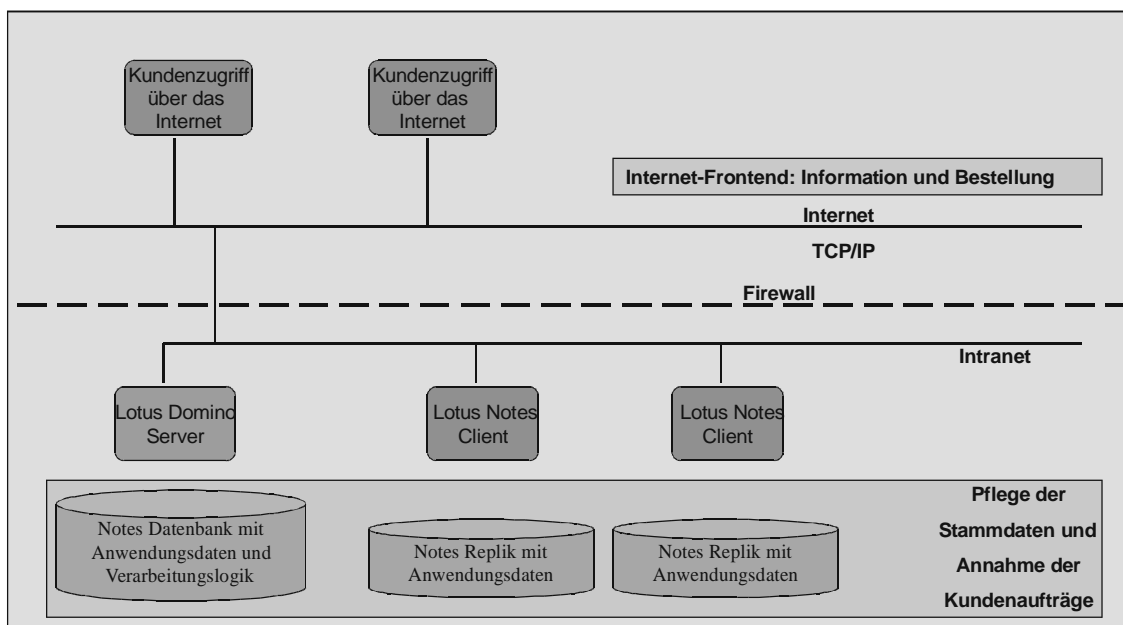 Kundenzugriff
über das
Internet
Kundenzugriff
über das
Internet
Internet-Frontend: Information und Bestellung
Internet
TCP/IP
Firewall
Intranet
Lotus Domino
Server
Lotus Notes
Client
Lotus Notes
Client
Notes Datenbank mit
Anwendungsdaten und
Verarbeitungslogik
Notes Replik mit
Anwendungsdaten
Notes Replik mit
Anwendungsdaten
Pflege der
Stammdaten und
Annahme der
Kundenaufträge